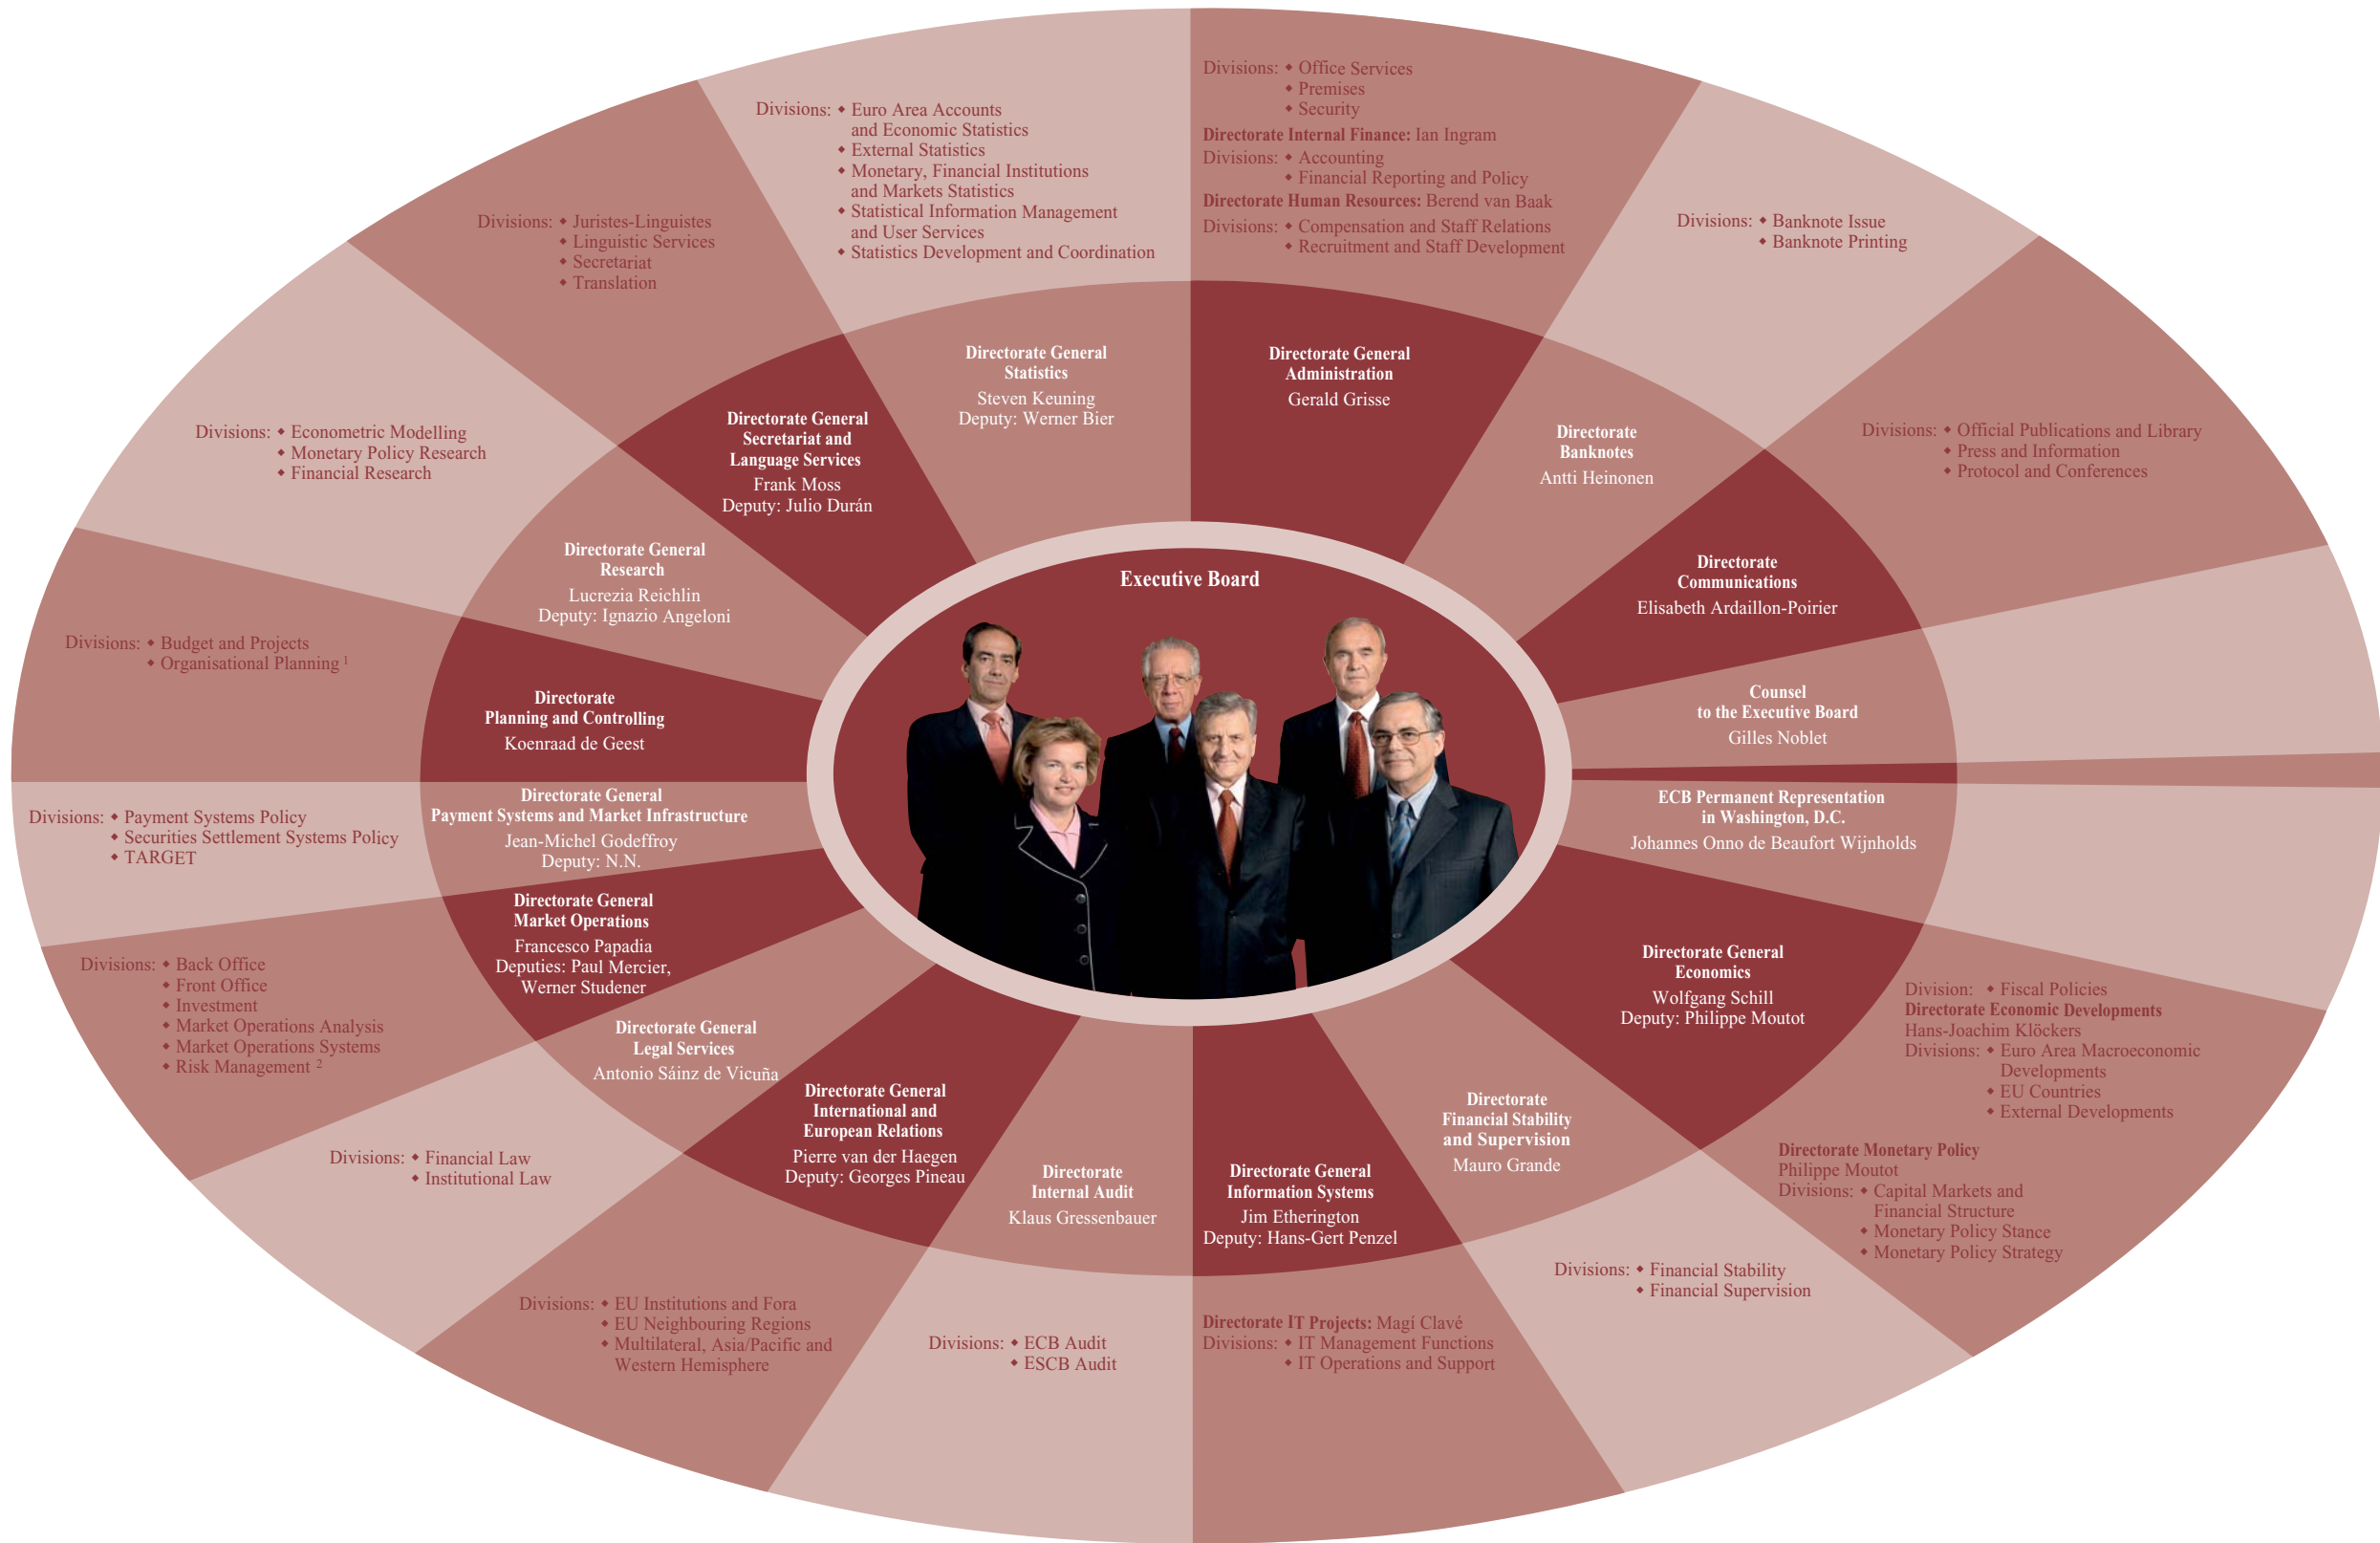 Divisions: ◆ Office Services
◆ Premises
◆ Security
Directorate Internal Finance: Ian Ingram
Divisions: ◆ Accounting
◆ Financial Reporting and Policy
Directorate Human Resources: Berend van Baak
Divisions: ◆ Compensation and Staff Relations
◆ Recruitment and Staff Development
Directorate General
Administration
Gerald Grisse
Divisions: ◆ Banknote Issue
◆ Banknote Printing
Directorate
Banknotes
Antti Heinonen
Divisions: ◆ Official Publications and Library
◆ Press and Information
◆ Protocol and Conferences
Directorate
Communications
Elisabeth Ardaillon-Poirier
Counsel
to the Executive Board
Gilles Noblet
ECB Permanent Representation
in Washington, D.C.
Johannes Onno de Beaufort Wijnholds
Directorate General
Economics
Wolfgang Schill
Deputy: Philippe Moutot
Division: ◆ Fiscal Policies
Directorate Economic Developments
Hans-Joachim Klöckers
Divisions: ◆ Euro Area Macroeconomic
Developments
◆ EU Countries
◆ External Developments
Directorate Monetary Policy
Philippe Moutot
Divisions: ◆ Capital Markets and
Financial Structure
◆ Monetary Policy Stance
◆ Monetary Policy Strategy
Directorate
Financial Stability
and Supervision
Mauro Grande
Divisions: ◆ Financial Stability
◆ Financial Supervision
Directorate General
Information Systems
Jim Etherington
Deputy: Hans-Gert Penzel
Directorate IT Projects: Magí Clavé
Divisions: ◆ IT Management Functions
◆ IT Operations and Support
Directorate
Internal Audit
Klaus Gressenbauer
Divisions: ◆ ECB Audit
◆ ESCB Audit
Directorate General
International and
European Relations
Pierre van der Haegen
Deputy: Georges Pineau
Divisions: ◆ EU Institutions and Fora
◆ EU Neighbouring Regions
◆ Multilateral, Asia/Pacific and
Western Hemisphere
Directorate General
Legal Services
Antonio Sáinz de Vicuña
Divisions: ◆ Financial Law
◆ Institutional Law
Directorate General
Market Operations
Francesco Papadia
Deputies: Paul Mercier,
Werner Studener
Divisions: ◆ Back Office
◆ Front Office
◆ Investment
◆ Market Operations Analysis
◆ Market Operations Systems
◆ Risk Management 2
Directorate General
Payment Systems and Market Infrastructure
Jean-Michel Godeffroy
Deputy: N.N.
Divisions: ◆ Payment Systems Policy
◆ Securities Settlement Systems Policy
◆ TARGET
Directorate
Planning and Controlling
Koenraad de Geest
Divisions: ◆ Budget and Projects
◆ Organisational Planning 1
Directorate General
Research
Lucrezia Reichlin
Deputy: Ignazio Angeloni
Divisions: ◆ Econometric Modelling
◆ Monetary Policy Research
◆ Financial Research
Directorate General
Secretariat and
Language Services
Frank Moss
Deputy: Julio Durán
Divisions: ◆ Juristes-Linguistes
◆ Linguistic Services
◆ Secretariat
◆ Translation
Directorate General
Statistics
Steven Keuning
Deputy: Werner Bier
Divisions: ◆ Euro Area Accounts
and Economic Statistics
◆ External Statistics
◆ Monetary, Financial Institutions
and Markets Statistics
◆ Statistical Information Management
and User Services
◆ Statistics Development and Coordination
Executive Board